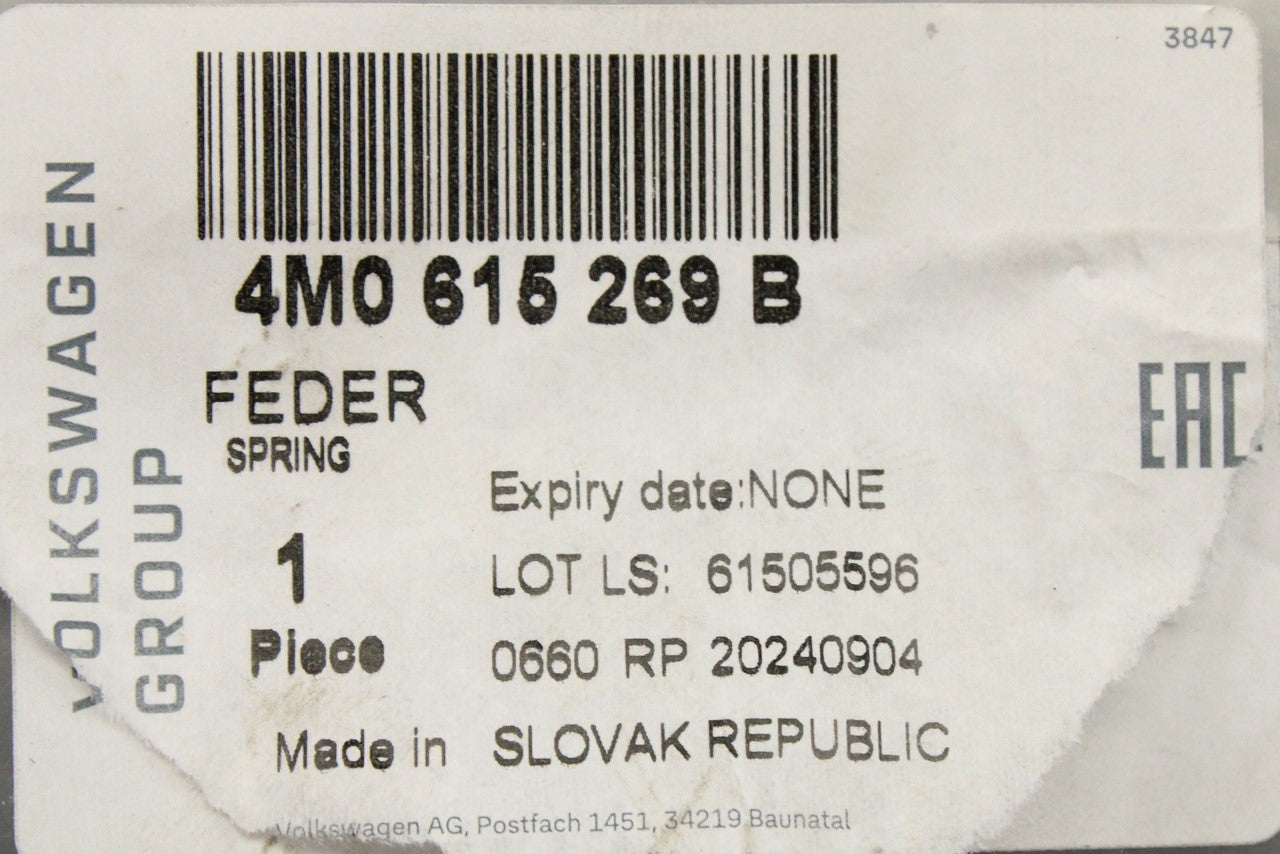 3847
VOLKSWAGEN
GROUP
4M0 615 269 B
FEDER
SPRING
EAC
Expiry date:NONE
1
LOT LS: 61505596
Piece
0660 RP 20240904
Made in SLOVAK REPUBLIC
Volkswagen AG, Postfach 1451, 34219 Baunatal